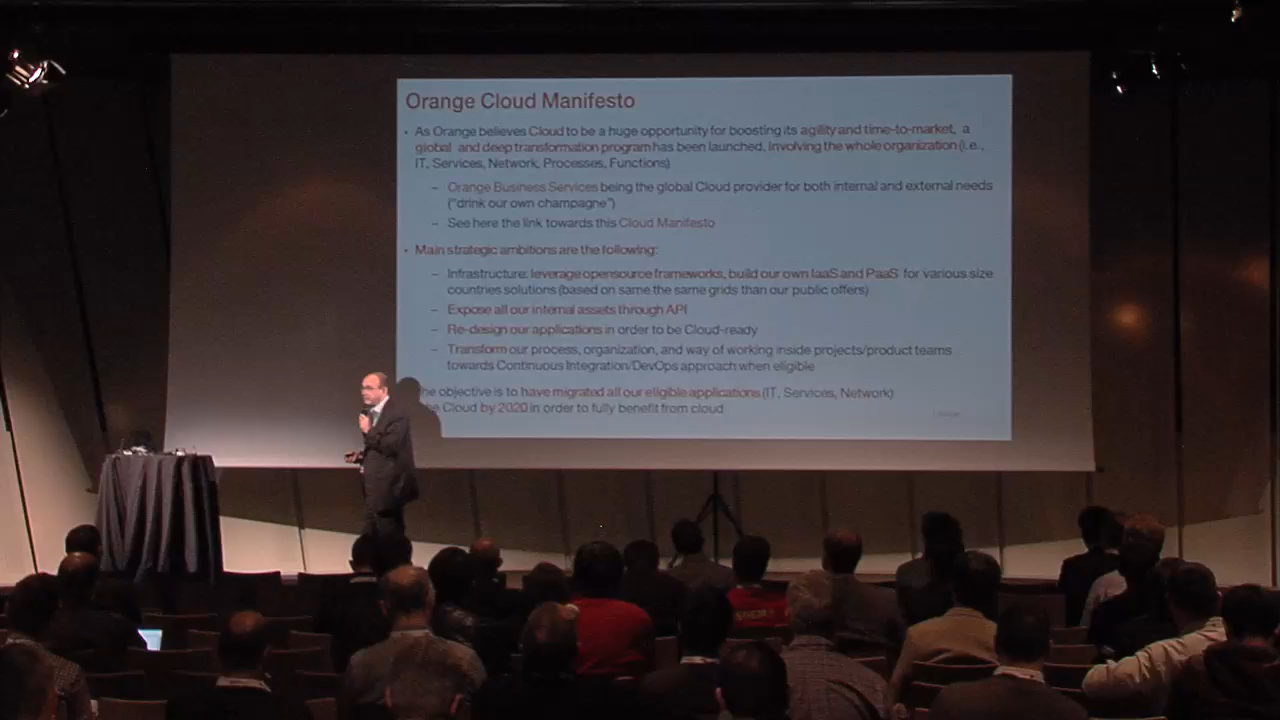 Orange Cloud Manifesto
• As Orange believes Cloud to be a huge opportunity for boosting its agility and time-to-market, a
global and deep transformation program has been launched, involving the whole organization (i.e.,
IT, Services, Network, Processes, Functions)
– Orange Business Services being the global Cloud provider for both internal and external needs
("drink our own champagne")
– See here the link towards this Cloud Manifesto
• Main strategic ambitions are the following:
– Infrastructure: leverage opensource frameworks, build our own IaaS and PaaS for various size
countries solutions (based on same the same grids than our public offers)
– Expose all our internal assets through API
– Re-design our applications in order to be Cloud-ready
– Transform our process, organization, and way of working inside projects/product teams
towards Continuous Integration/DevOps approach when eligible
objective is to have migrated all our eligible applications (IT, Services, Network)
Cloud by 2020 in order to fully benefit from cloud